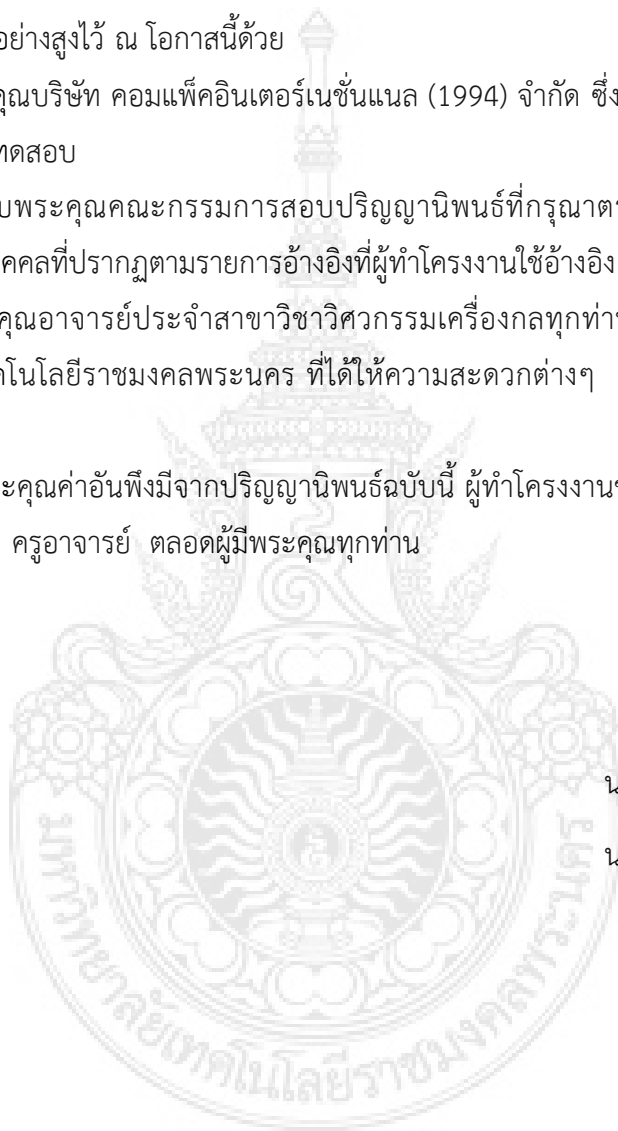 อย่างสูงไว้ ณ โอกาสนี้ด้วย
คุณบริษัท คอมแพ็คอินเตอร์เนชั่นแนล (1994) จำกัด ซึ่ง
ทดสอบ
บพระคุณคณะกรรมการสอบปริญญานิพนธ์ที่กรุณาตร
คคลที่ปรากฏตามรายการอ้างอิงที่ผู้ทำโครงงานใช้อ้างอิง
คุณอาจารย์ประจำสาขาวิชาวิศวกรรมเครื่องกลทุกท่าน
คโนโลยีราชมงคลพระนคร ที่ได้ให้ความสะดวกต่างๆ
ะคุณค่าอันพึงมีจากปริญญานิพนธ์ฉบับนี้ ผู้ทำโครงงานข
ครูอาจารย์ ตลอดผู้มีพระคุณทุกท่าน
น
น
มหาวิทยาลัยเทคโนโลยีราชมงคลพระนคร